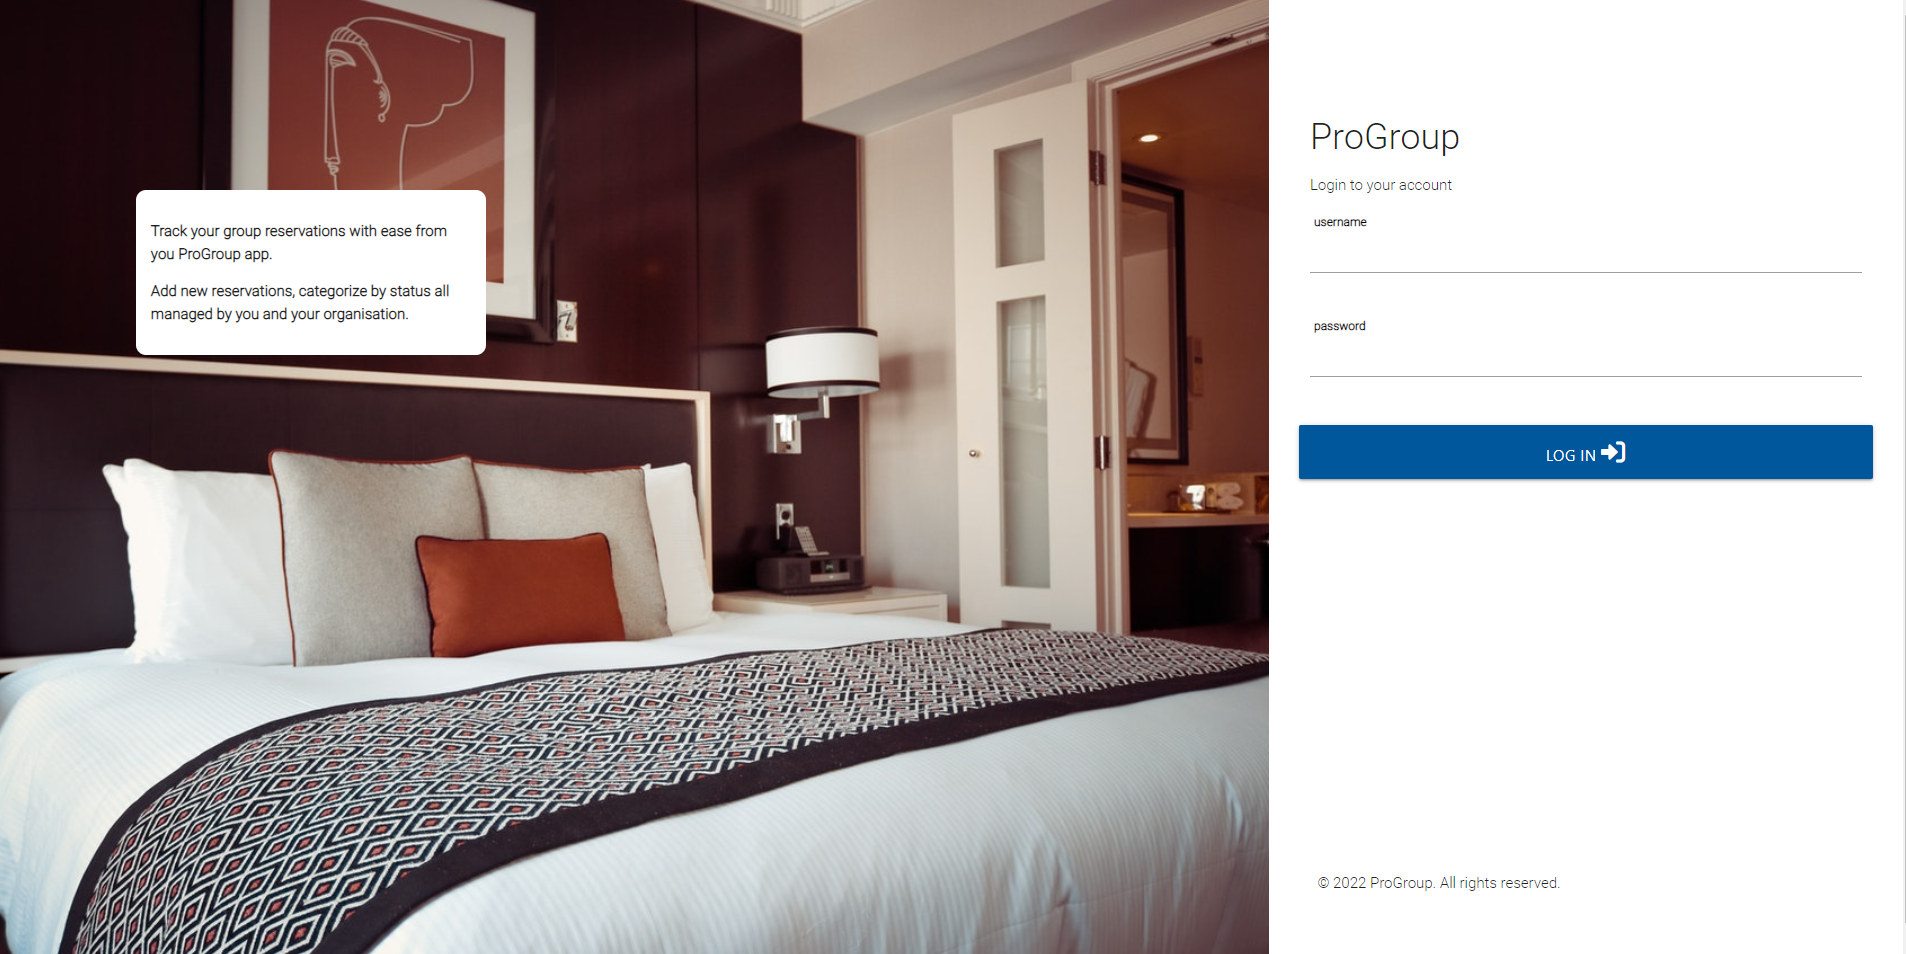 Track your group reservations with ease from
you ProGroup app.
Add new reservations, categorize by status all
managed by you and your organisation.
ProGroup
Login to your account
username
password
LOG IN
© 2022 ProGroup. All rights reserved.